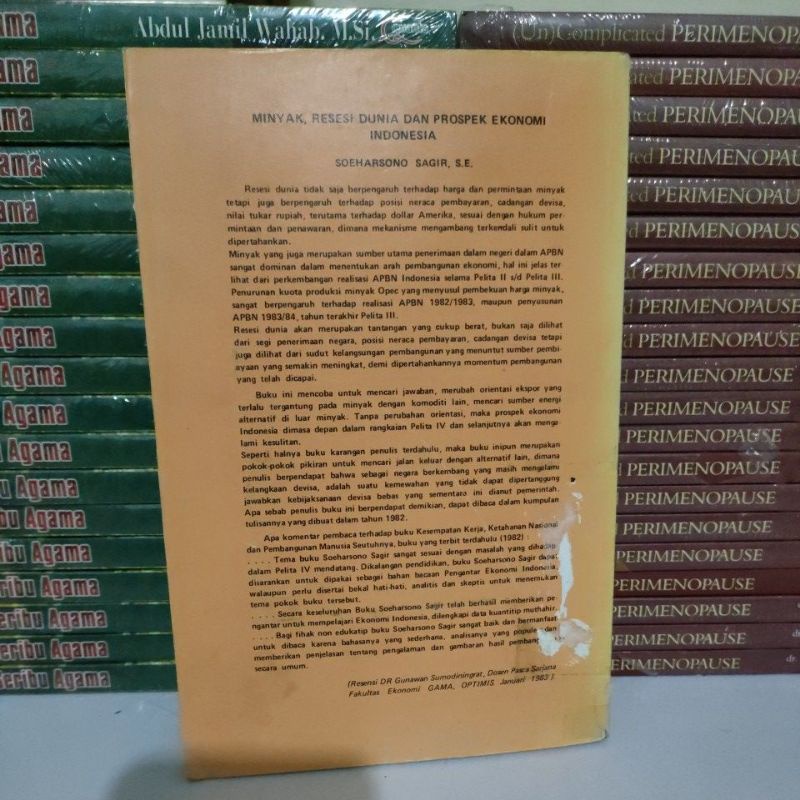 Abdul Jamil Wahab, M.Si.
(Un)Complicated PERIMENOPA
MINYAK, RESESI DUNIA DAN PROSPEK EKONOMI
INDONESIA
SOEHARSONO SAGIR, S.E.
Resesi dunia tidak saja berpengaruh terhadap harga dan permintaan minyak
tetapi juga berpengaruh terhadap posisi neraca pembayaran, cadangan devisa,
nilai tukar rupiah, terutama terhadap dollar Amerika, sesuai dengan hukum per-
mintaan dan penawaran, dimana mekanisme mengambang terkendali sulit untuk
dipertahankan.
Minyak yang juga merupakan sumber utama penerimaan dalam negeri dalam APBN
sangat dominan dalam menentukan arah pembangunan ekonomi, hal ini jelas ter-
lihat dari perkembangan realisasi APBN Indonesia selama Pelita II s/d Pelita III.
Penurunan kuota produksi minyak Opec yang menyusul pembekuan harga minyak,
sangat berpengaruh terhadap realisasi APBN 1982/1983, maupun penyusunan
APBN 1983/84, tahun terakhir Pelita III.
Resesi dunia akan merupakan tantangan yang cukup berat, bukan saja dilihat
dari segi penerimaan negara, posisi neraca pembayaran, cadangan devisa tetapi
juga dilihat dari sudut kelangsungan pembangunan yang menuntut sumber pembi-
ayaan yang semakin meningkat, demi dipertahankannya momentum pembangunan
yang telah dicapai.
Buku ini mencoba untuk mencari jawaban, merubah orientasi ekspor yang
terlalu tergantung pada minyak dengan komoditi lain, mencari sumber energi
alternatif di luar minyak. Tanpa perubahan orientasi, maka prospek ekonomi
Indonesia dimasa depan dalam rangkaian Pelita IV dan selanjutnya akan menga-
lami kesulitan.
Seperti halnya buku karangan penulis terdahulu, maka buku inipun merupakan
pokok-pokok pikiran untuk mencari jalan keluar dengan alternatif lain, dimana
penulis berpendapat bahwa sebagai negara berkembang yang masih mengalami
kelangkaan devisa, adalah suatu kemewahan yang tidak dapat dipertanggung
jawabkan kebijaksanaan devisa bebas yang sementara ini dianut pemerintah.
Apa sebab penulis buku ini berpendapat demikian, dapat dibaca dalam kumpulan
tulisannya yang dibuat dalam tahun 1982.
Apa komentar pembaca terhadap buku Kesempatan Kerja, Ketahanan Nasional
dan Pembangunan Manusia Seutuhnya, buku yang terbit terdahulu (1982) :
. . . . Tema buku Soeharsono Sagir sangat sesuai dengan masalah yang dihadapi
dalam Pelita IV mendatang. Dikalangan pendidikan, buku Soeharsono Sagir dapat
disarankan untuk dipakai sebagai bahan bacaan Pengantar Ekonomi Indonesia,
walaupun perlu disertai bekal hati-hati, analitis dan skeptis untuk menemukan
tema pokok buku tersebut.
. . . . Secara keseluruhan Buku Soeharsono Sagir telah berhasil memberikan pe-
ngantar untuk mempelajari Ekonomi Indonesia, dilengkapi data kuantitip muthahir.
. . . . Bagi fihak non edukatip buku Soeharsono Sagir sangat baik dan bermanfaat
untuk dibaca karena bahasanya yang sederhana, analisanya yang populer dan
memberikan penjelasan tentang pengalaman dan gambaran hasil
secara umum.
(Resensi DR Gunawan Sumodiningrat, Dosen Pasca Sarjana
Fakultas Ekonomi GAMA, OPTIMIS Januari 1983).
Agama
Seribu Agama
PERIMENOPAUSE
dr.